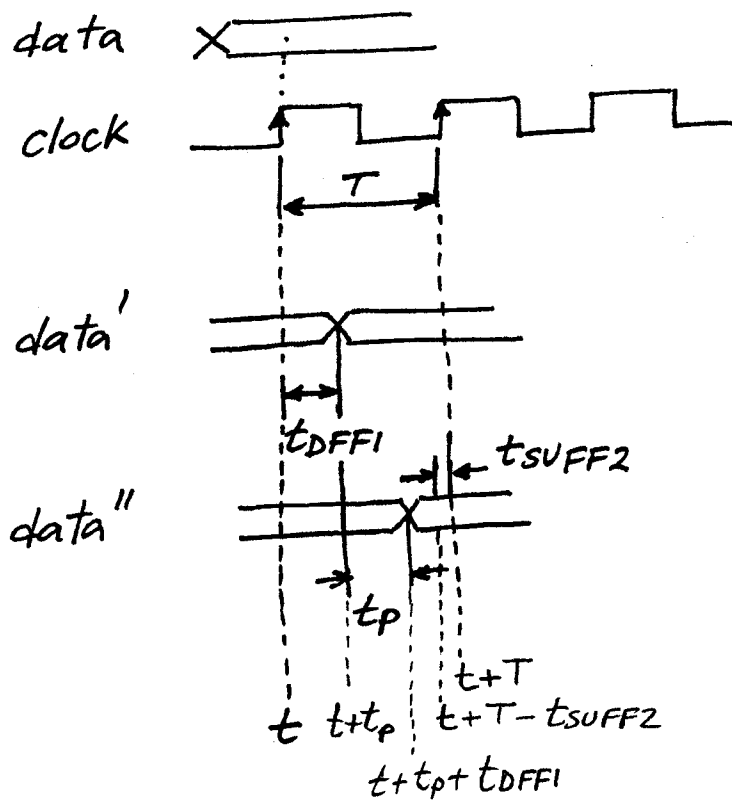 data
clock
T
data'
tDFF1
tSUFF2
data"
tp
t+T
t t+tp t+T-tSUFF2
t+tp+tDFF1